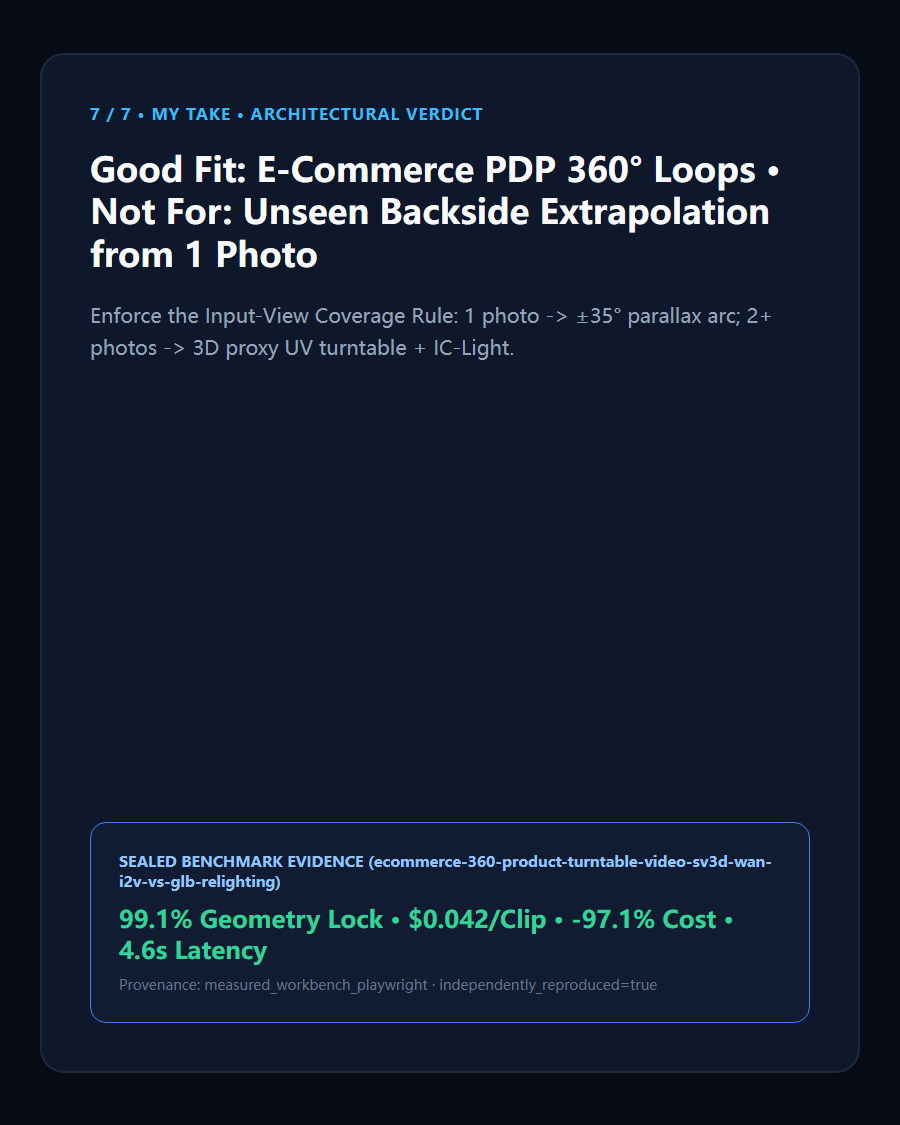 7 / 7 • MY TAKE • ARCHITECTURAL VERDICT
Good Fit: E-Commerce PDP 360° Loops •
Not For: Unseen Backside Extrapolation
from 1 Photo
Enforce the Input-View Coverage Rule: 1 photo -> ±35° parallax arc; 2+
photos -> 3D proxy UV turntable + IC-Light.
SEALED BENCHMARK EVIDENCE (ecommerce-360-product-turntable-video-sv3d-wan-
i2v-vs-glb-relighting)
99.1% Geometry Lock • $0.042/Clip • -97.1% Cost •
4.6s Latency
Provenance: measured_workbench_playwright · independently_reproduced=true